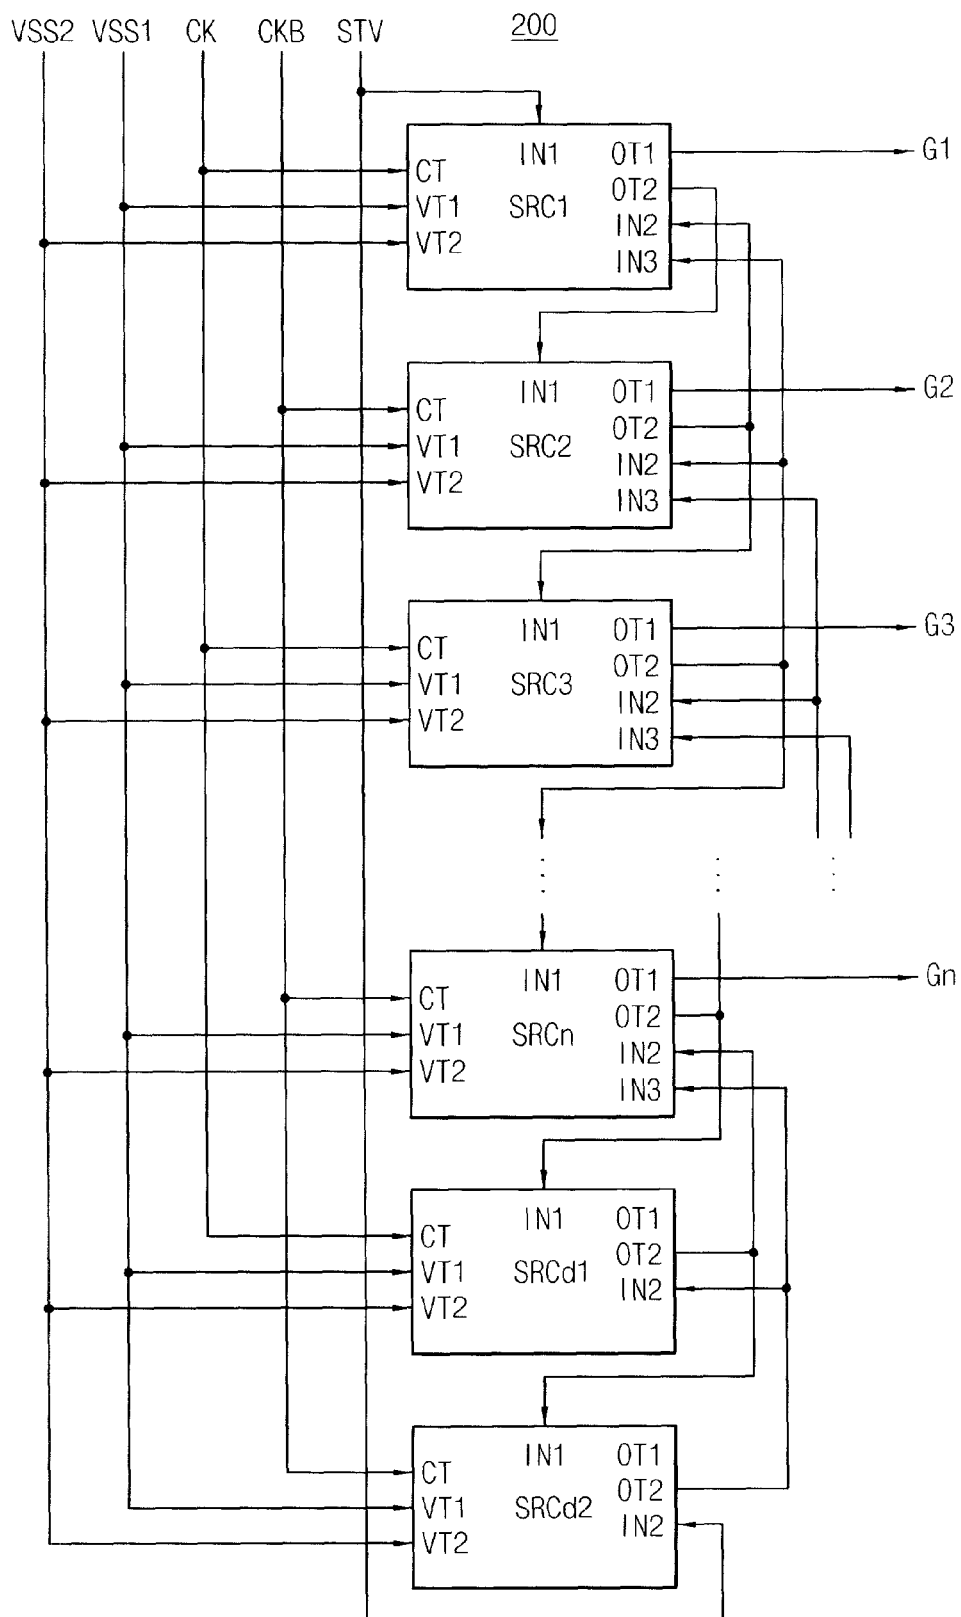 200
VSS2 VSS1 CK CKB STV
IN1 OT1 G1
CT OT2
VT1 SRC1 IN2
VT2 IN3
IN1 OT1 G2
CT OT2
VT1 SRC2 IN2
VT2 IN3
IN1 OT1 G3
CT OT2
VT1 SRC3 IN2
VT2 IN3
IN1 OT1 Gn
CT OT2
VT1 SRCn IN2
VT2 IN3
IN1 OT1
CT OT2
VT1 SRCd1 IN2
VT2
IN1 OT1
CT OT2
VT1 SRCd2 IN2
VT2